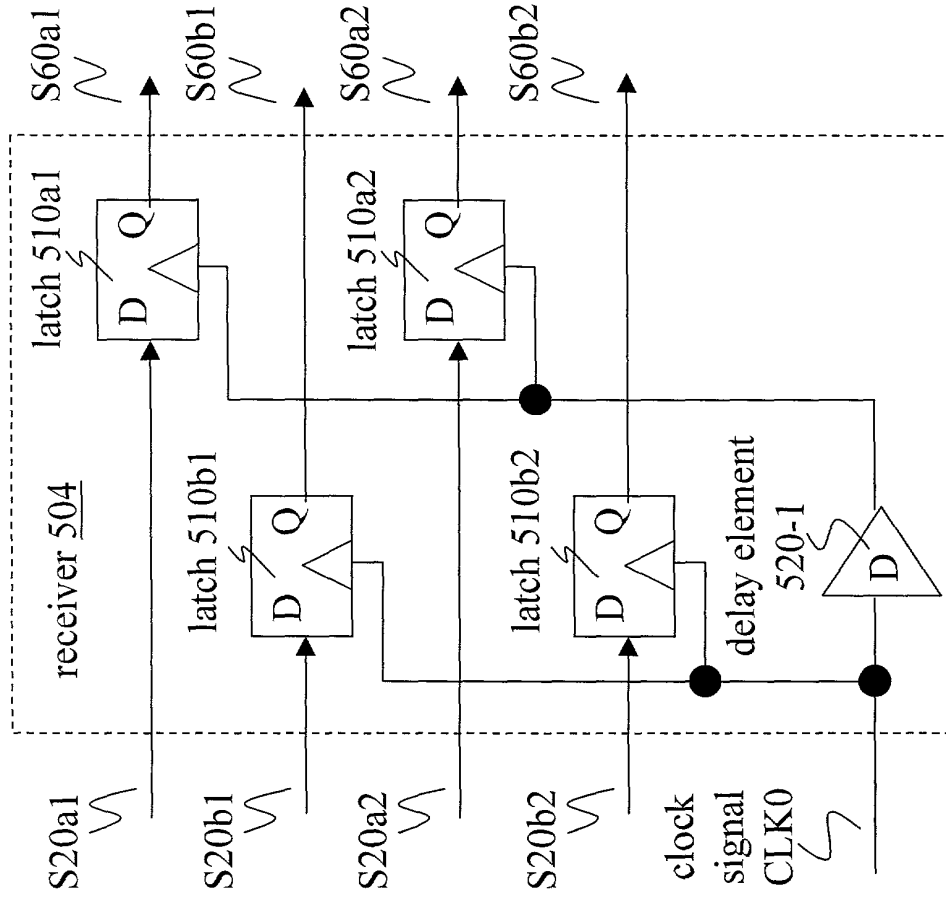 S60a1
S60b1
S60a2
S60b2
latch 510a1
D Q
latch 510a2
D Q
receiver 504
latch 510b1
D Q
latch 510b2
D Q
delay element
520-1
D
S20a1
S20b1
S20a2
S20b2
clock
signal
CLK0